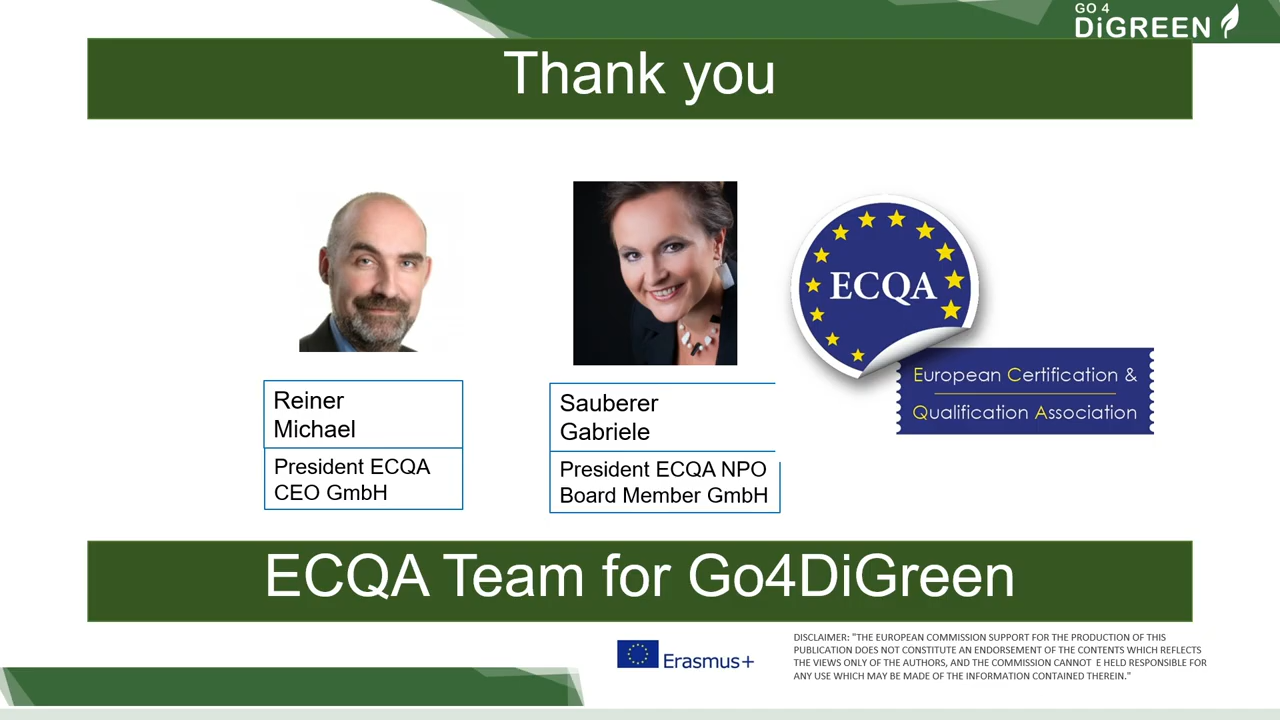 GO 4
DiGREEN
Thank you
ECQA
European Certification &
Qualification Association
Reiner
Michael
President ECQA
CEO GmbH
Sauberer
Gabriele
President ECQA NPO
Board Member GmbH
ECQA Team for Go4DiGreen
Erasmus+
DISCLAIMER: "THE EUROPEAN COMMISSION SUPPORT FOR THE PRODUCTION OF THIS
PUBLICATION DOES NOT CONSTITUTE AN ENDORSEMENT OF THE CONTENTS WHICH REFLECTS
THE VIEWS ONLY OF THE AUTHORS, AND THE COMMISSION CANNOT E HELD RESPONSIBLE FOR
ANY USE WHICH MAY BE MADE OF THE INFORMATION CONTAINED THEREIN."